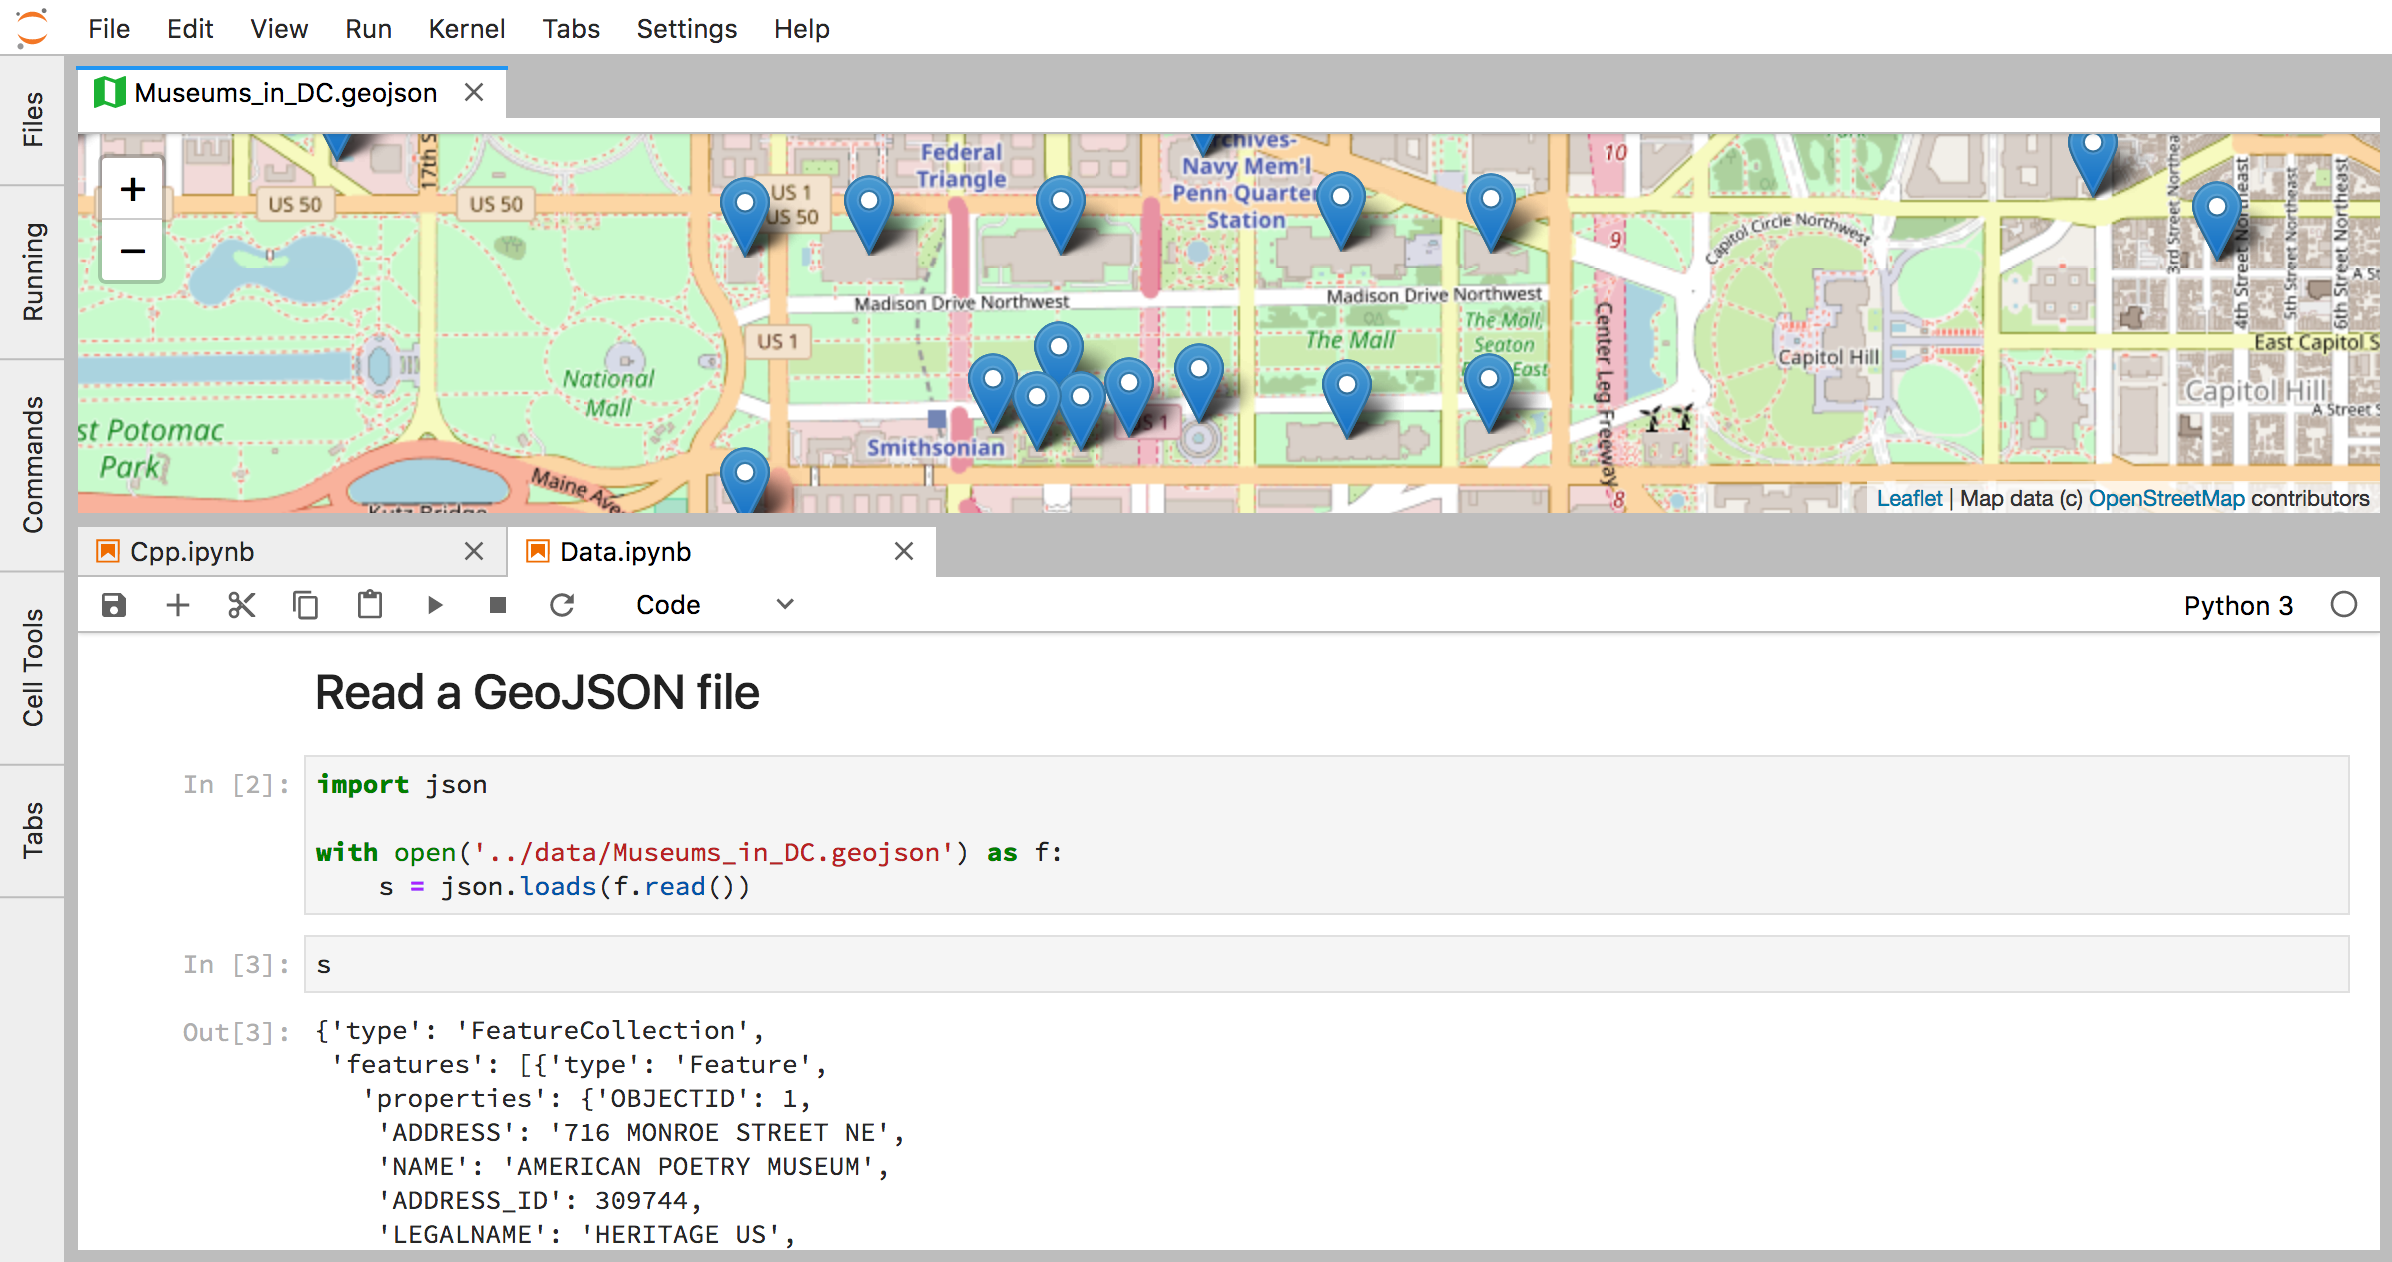 File Edit View Run Kernel Tabs Settings Help
Files
Running
Commands
Cell Tools
Tabs
Museums_in_DC.geojson
+
−
17th S
US 50
US 50
US 1
US 50
Federal
Triangle
chives-
Navy Mem'l
Penn Quarter
Station
10
9
8
Capitol Circle Northwest
3rd Street Northea
4th Street Northeast
5th Street Northeast
6th Street Northeast
A St
Madison Drive Northwest
Madison Drive Northwest
US 1
The Mall
The Mall,
Seaton
East
Center Leg Freeway
Capitol Hill
East Capitol S
Capitol Hill
A Street S
National
Mall
st Potomac
Park
Smithsonian
S 1
Maine Ave
Kutz Bridge
Leaflet | Map data (c) OpenStreetMap contributors
Cpp.ipynb
Data.ipynb
Code
Python 3
Read a GeoJSON file
In [2]:
import json
with open('../data/Museums_in_DC.geojson') as f:
    s = json.loads(f.read())
In [3]:
s
Out[3]:
{'type': 'FeatureCollection',
 'features': [{'type': 'Feature',
   'properties': {'OBJECTID': 1,
    'ADDRESS': '716 MONROE STREET NE',
    'NAME': 'AMERICAN POETRY MUSEUM',
    'ADDRESS_ID': 309744,
    'LEGALNAME': 'HERITAGE US',